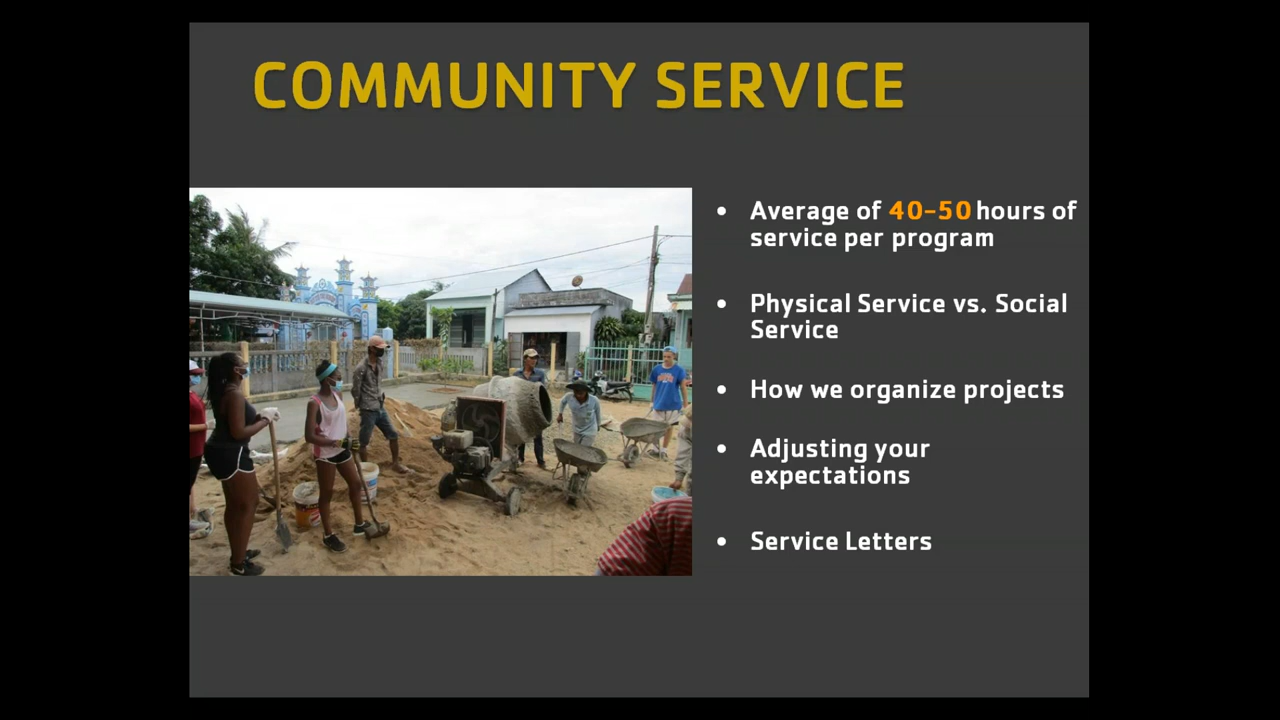 COMMUNITY SERVICE
• Average of 40-50 hours of
service per program
• Physical Service vs. Social
Service
• How we organize projects
• Adjusting your
expectations
• Service Letters